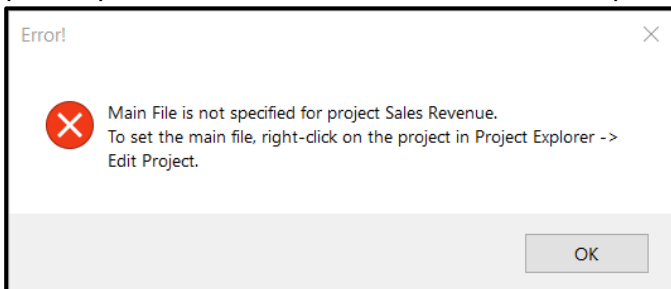 Error!
Main File is not specified for project Sales Revenue.
To set the main file, right-click on the project in Project Explorer ->
Edit Project.
OK